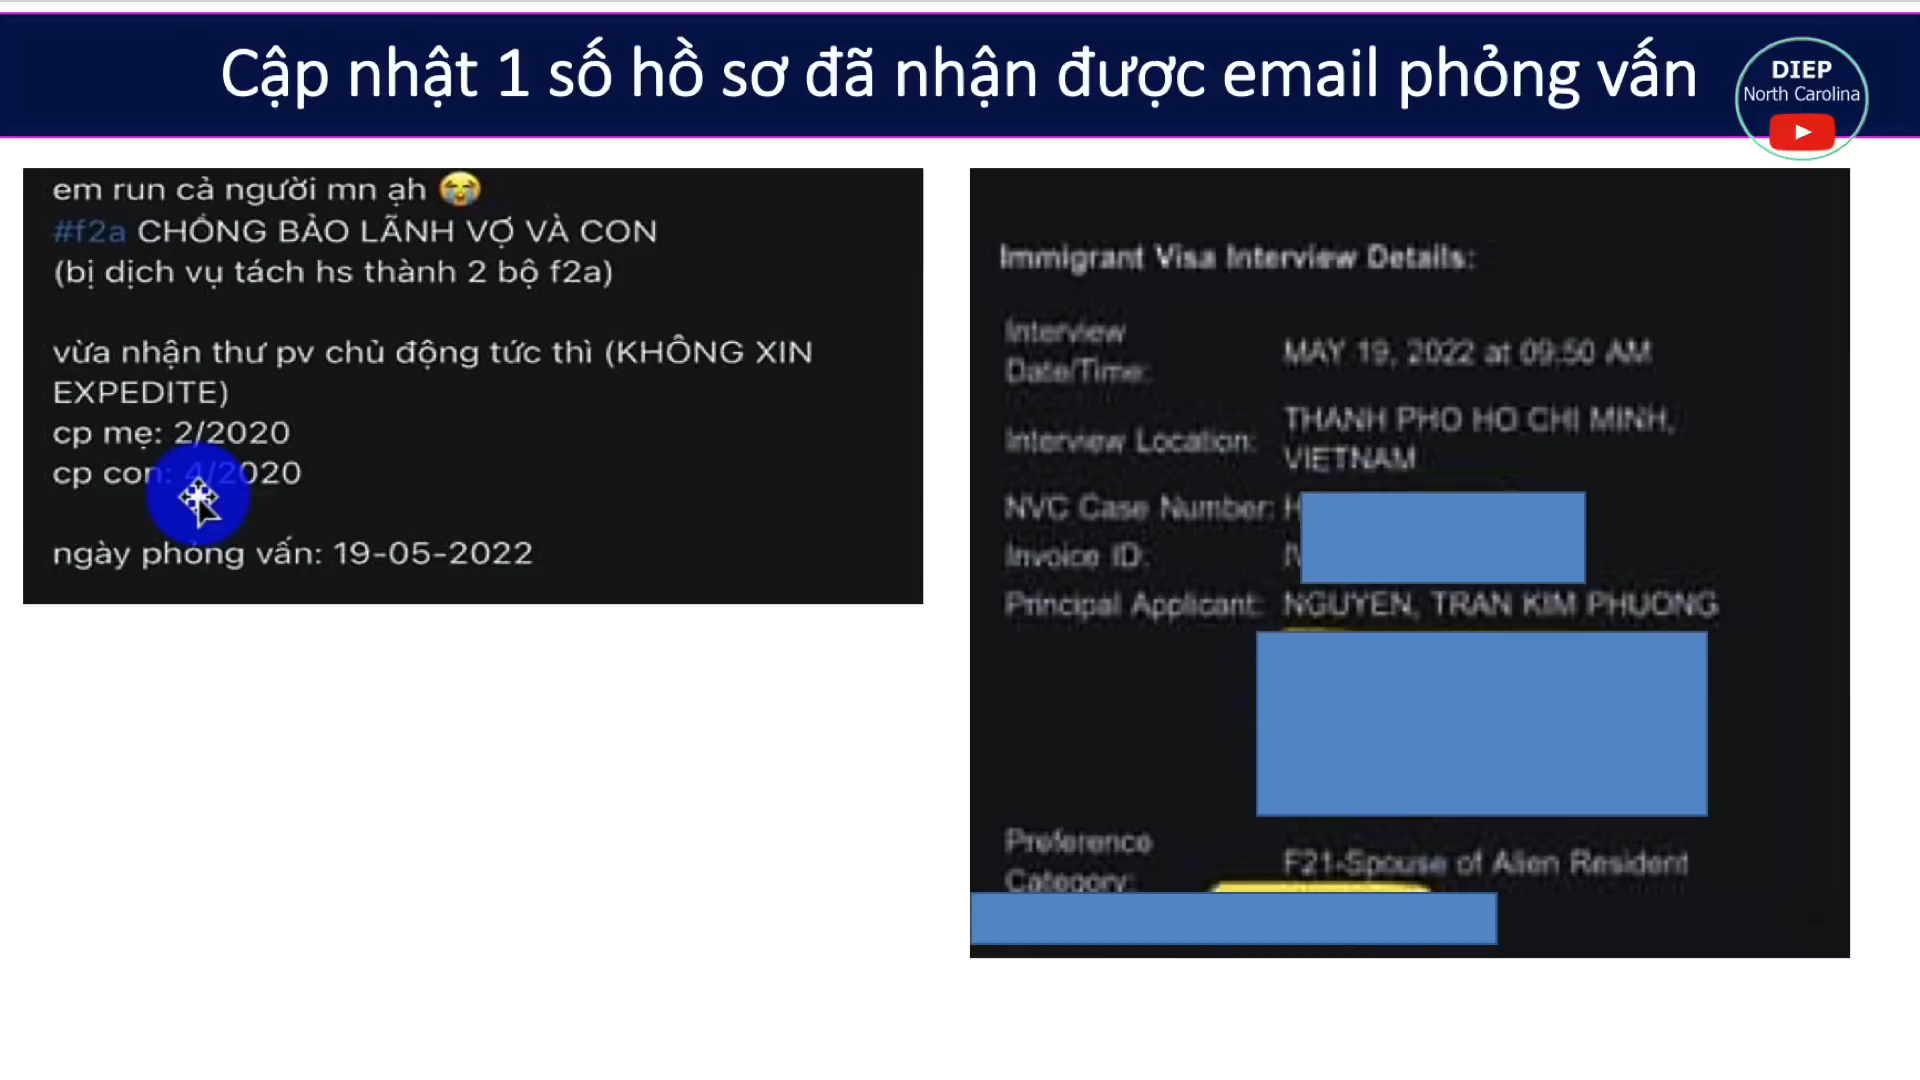 Cập nhật 1 số hồ sơ đã nhận được email phỏng vấn
DIEP
North Carolina
em run cả người mn ạh 😭
#f2a CHỒNG BẢO LÃNH VỢ VÀ CON
(bị dịch vụ tách hs thành 2 bộ f2a)
vừa nhận thư pv chủ động tức thì (KHÔNG XIN
EXPEDITE)
cp mẹ: 2/2020
cp con: 4/2020
ngày phỏng vấn: 19-05-2022
Immigrant Visa Interview Details:
Interview
Date/Time:
MAY 19, 2022 at 09:50 AM
Interview Location:
THANH PHO HO CHI MINH,
VIETNAM
NVC Case Number: H
Invoice ID:
Principal Applicant: NGUYEN, TRAN KIM PHUONG
Preference
Category:
F21-Spouse of Alien Resident